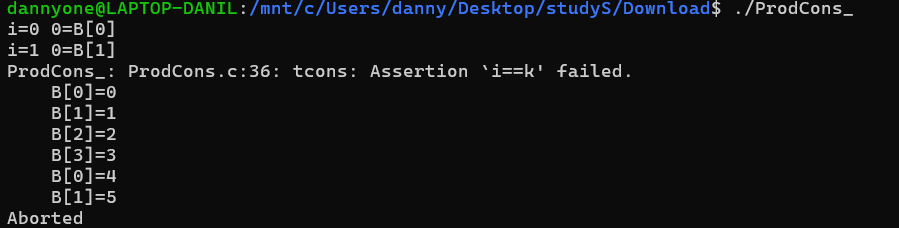 dannyone@LAPTOP-DANIL:/mnt/c/Users/danny/Desktop/studyS/Download$ ./ProdCons_
i=0 0=B[0]
i=1 0=B[1]
ProdCons_: ProdCons.c:36: tcons: Assertion `i==k' failed.
    B[0]=0
    B[1]=1
    B[2]=2
    B[3]=3
    B[0]=4
    B[1]=5
Aborted